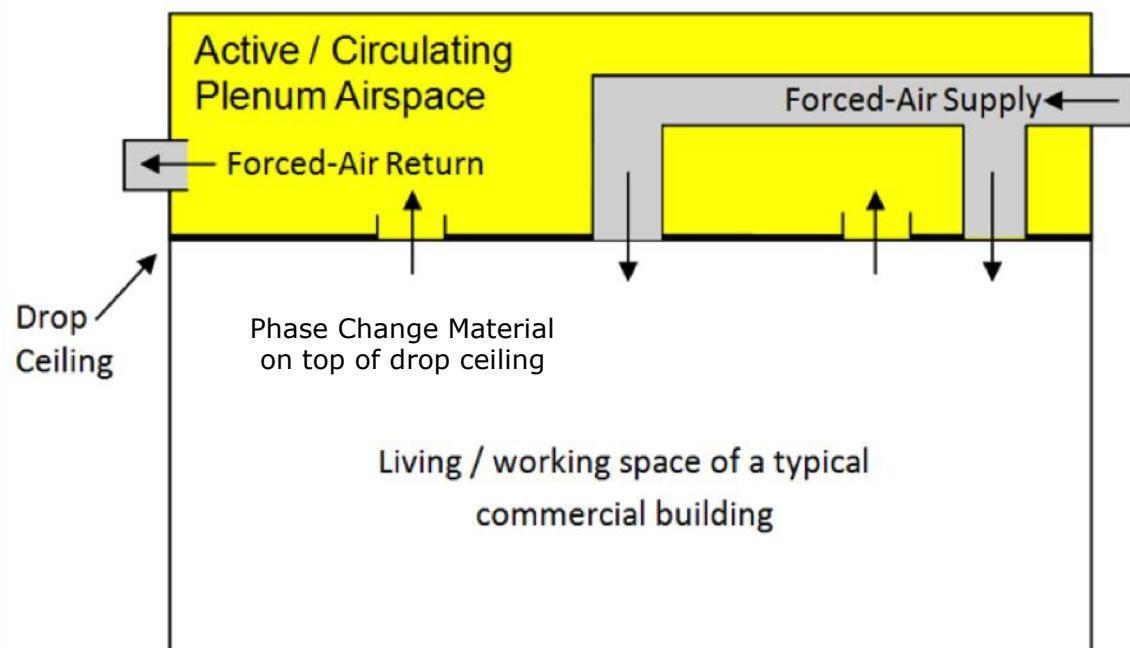 Active / Circulating
Plenum Airspace
Forced-Air Supply
Forced-Air Return
Drop
Ceiling
Phase Change Material
on top of drop ceiling
Living / working space of a typical
commercial building